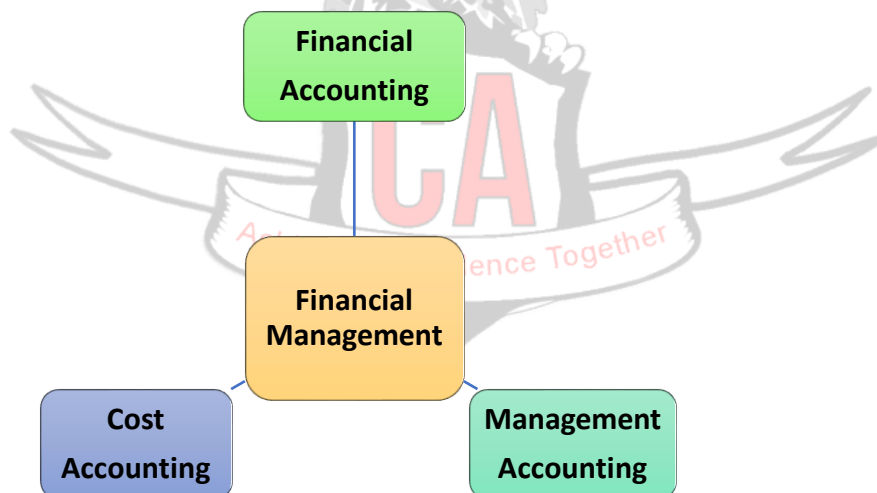 Financial
Accounting
CA
ence Together
Financial
Management
Cost
Accounting
Management
Accounting